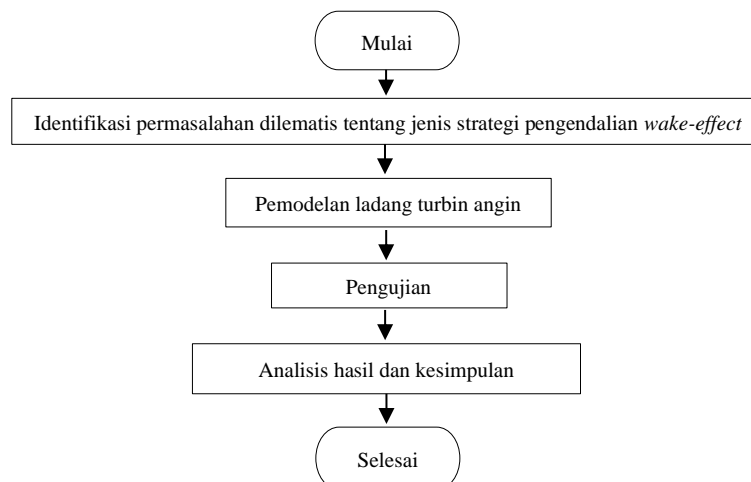 Mulai
Identifikasi permasalahan dilematis tentang jenis strategi pengendalian wake-effect
Pemodelan ladang turbin angin
Pengujian
Analisis hasil dan kesimpulan
Selesai